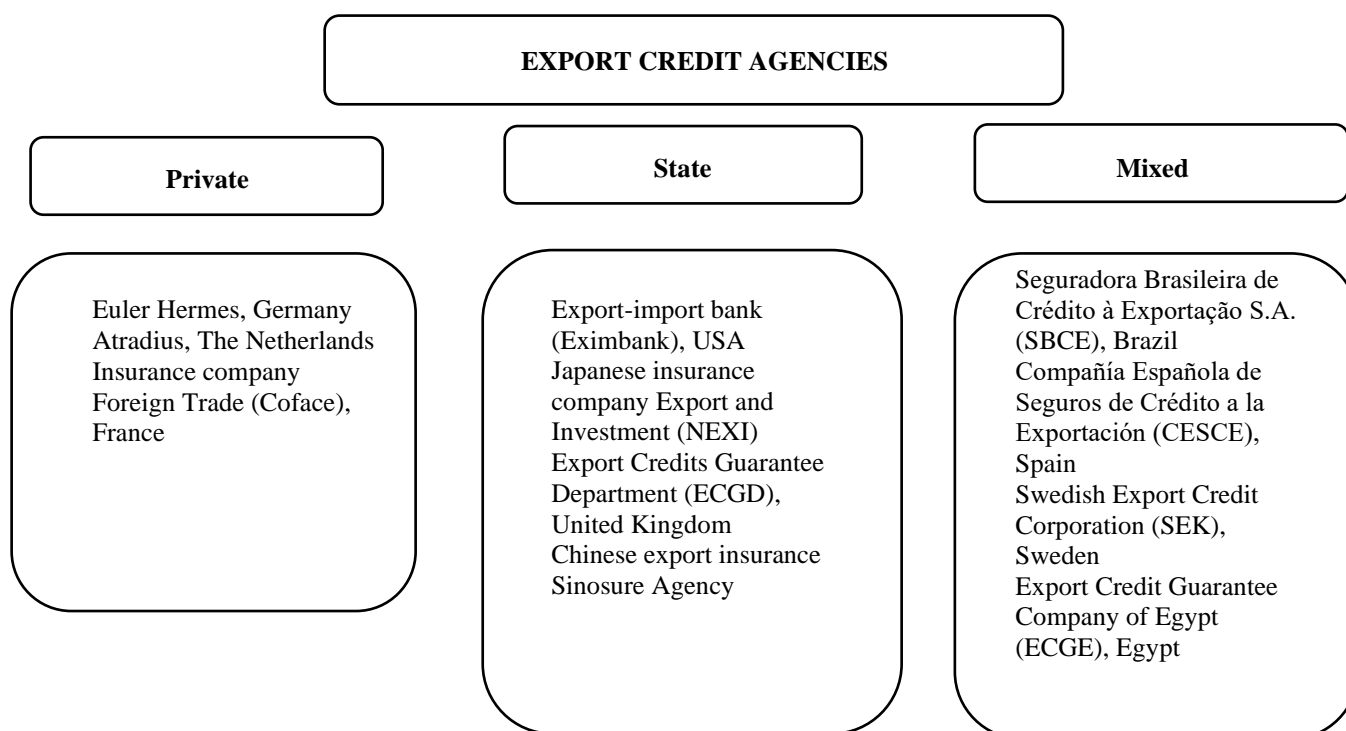 EXPORT CREDIT AGENCIES
Private
State
Mixed
Euler Hermes, Germany
Atradius, The Netherlands
Insurance company
Foreign Trade (Coface),
France
Export-import bank
(Eximbank), USA
Japanese insurance
company Export and
Investment (NEXI)
Export Credits Guarantee
Department (ECGD),
United Kingdom
Chinese export insurance
Sinosure Agency
Seguradora Brasileira de
Crédito à Exportação S.A.
(SBCE), Brazil
Compañía Española de
Seguros de Crédito a la
Exportación (CESCE),
Spain
Swedish Export Credit
Corporation (SEK),
Sweden
Export Credit Guarantee
Company of Egypt
(ECGE), Egypt